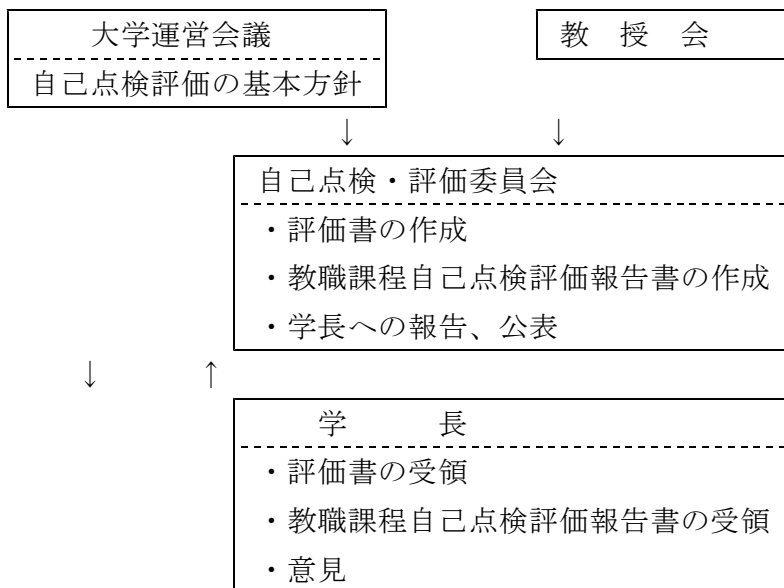 大学運営会議
自己点検評価の基本方針
教　授　会
↓　↓
自己点検・評価委員会
・評価書の作成
・教職課程自己点検評価報告書の作成
・学長への報告、公表
↓　↑
学　長
・評価書の受領
・教職課程自己点検評価報告書の受領
・意見